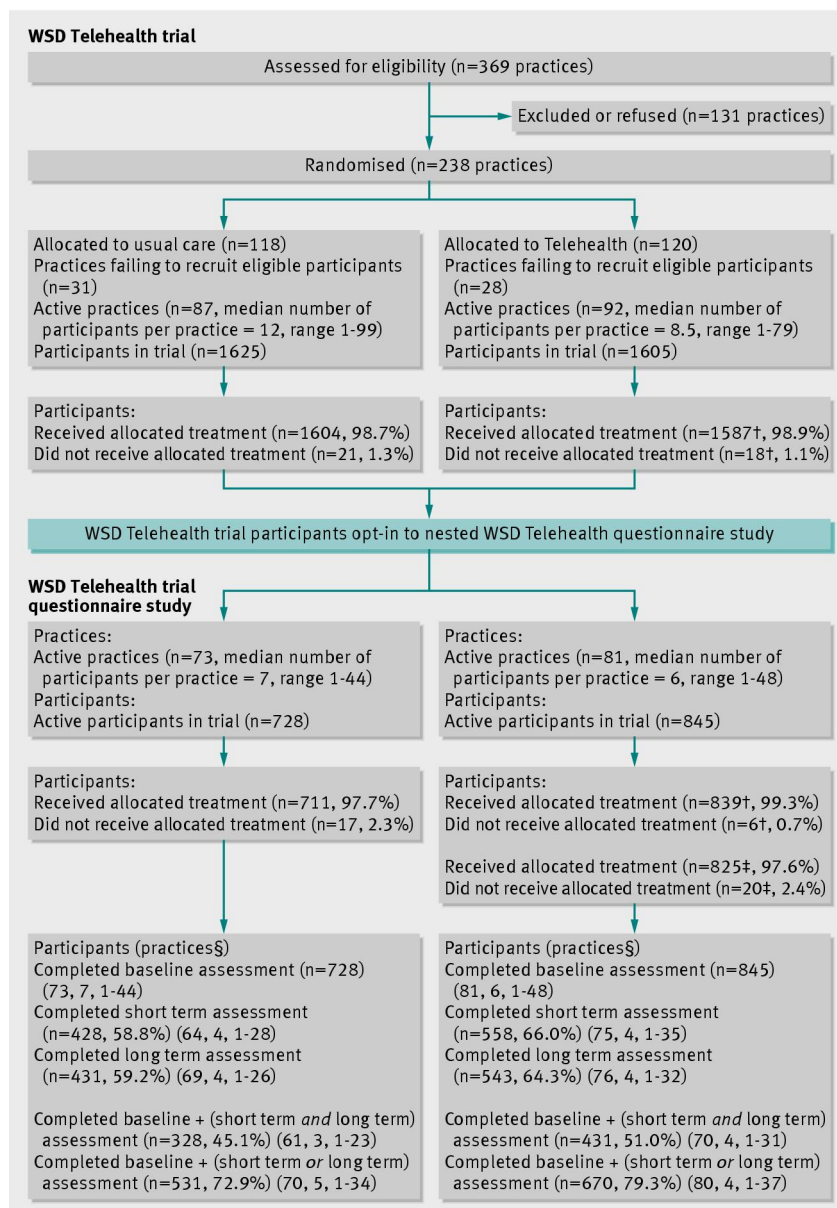 WSD Telehealth trial
Assessed for eligibility (n=369 practices)
Excluded or refused (n=131 practices)
Randomised (n=238 practices)
Allocated to usual care (n=118)
Practices failing to recruit eligible participants
(n=31)
Active practices (n=87, median number of
participants per practice = 12, range 1-99)
Participants in trial (n=1625)
Allocated to Telehealth (n=120)
Practices failing to recruit eligible participants
(n=28)
Active practices (n=92, median number of
participants per practice = 8.5, range 1-79)
Participants in trial (n=1605)
Participants:
Received allocated treatment (n=1604, 98.7%)
Did not receive allocated treatment (n=21, 1.3%)
Participants:
Received allocated treatment (n=1587†, 98.9%)
Did not receive allocated treatment (n=18†, 1.1%)
WSD Telehealth trial participants opt-in to nested WSD Telehealth questionnaire study
WSD Telehealth trial
questionnaire study
Practices:
Active practices (n=73, median number of
participants per practice = 7, range 1-44)
Participants:
Active participants in trial (n=728)
Practices:
Active practices (n=81, median number of
participants per practice = 6, range 1-48)
Participants:
Active participants in trial (n=845)
Participants:
Received allocated treatment (n=711, 97.7%)
Did not receive allocated treatment (n=17, 2.3%)
Participants:
Received allocated treatment (n=839†, 99.3%)
Did not receive allocated treatment (n=6†, 0.7%)
Received allocated treatment (n=825‡, 97.6%)
Did not receive allocated treatment (n=20‡, 2.4%)
Participants (practices§)
Completed baseline assessment (n=728)
(73, 7, 1-44)
Completed short term assessment
(n=428, 58.8%) (64, 4, 1-28)
Completed long term assessment
(n=431, 59.2%) (69, 4, 1-26)
Completed baseline + (short term and long term)
assessment (n=328, 45.1%) (61, 3, 1-23)
Completed baseline + (short term or long term)
assessment (n=531, 72.9%) (70, 5, 1-34)
Participants (practices§)
Completed baseline assessment (n=845)
(81, 6, 1-48)
Completed short term assessment
(n=558, 66.0%) (75, 4, 1-35)
Completed long term assessment
(n=543, 64.3%) (76, 4, 1-32)
Completed baseline + (short term and long term)
assessment (n=431, 51.0%) (70, 4, 1-31)
Completed baseline + (short term or long term)
assessment (n=670, 79.3%) (80, 4, 1-37)